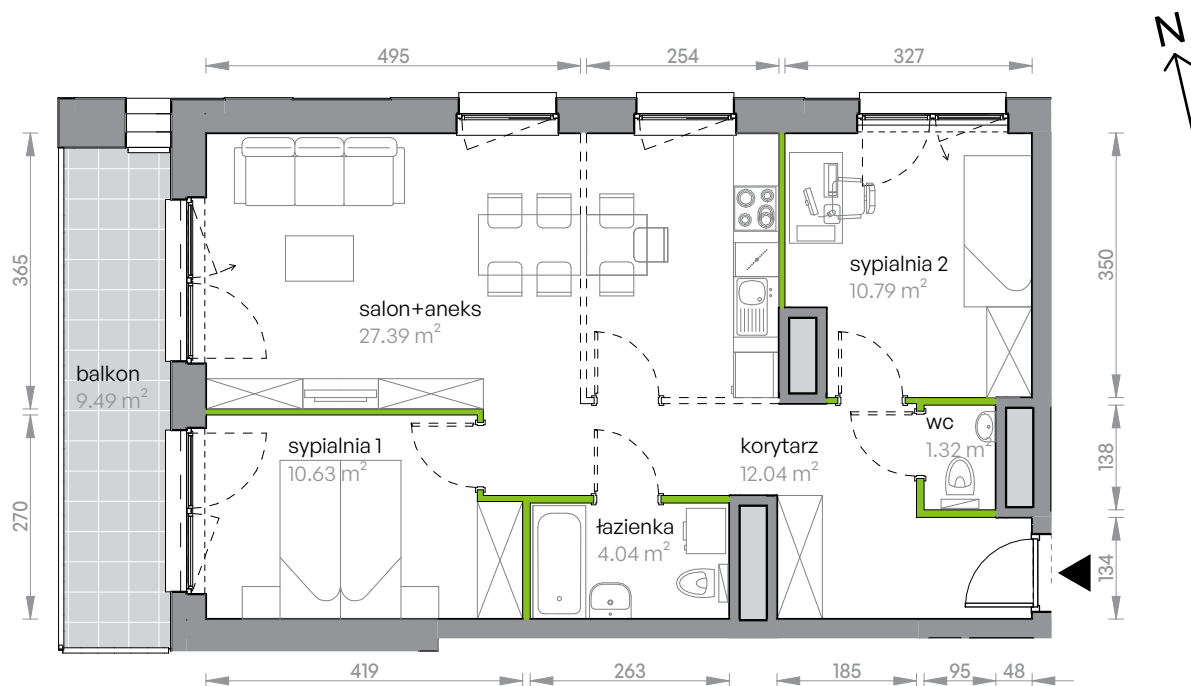 N
495
254
327
365
350
sypialnia 2
10.79 m²
salon+aneks
27.39 m²
balkon
9.49 m²
wc
1.32 m²
sypialnia 1
10.63 m²
korytarz
12.04 m²
138
270
łazienka
4.04 m²
134
419
263
185
95
48